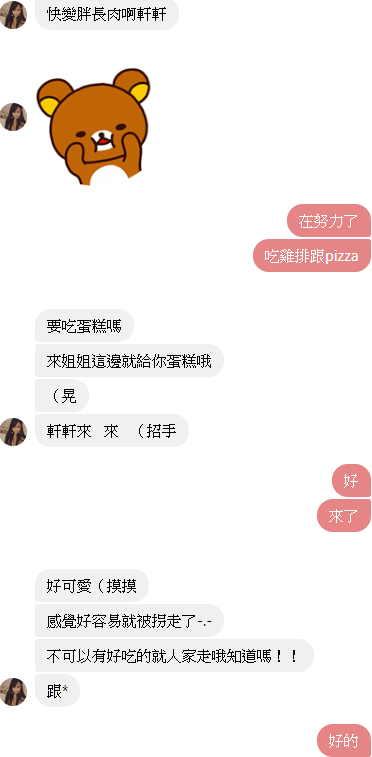 快變胖長肉啊軒軒
在努力了
吃雞排跟pizza
要吃蛋糕嗎
來姐姐這邊就給你蛋糕哦
（晃
軒軒來 來 （招手
好
來了
好可愛（摸摸
感覺好容易就被拐走了-.-
不可以有好吃的就人家走哦知道嗎！！
跟*
好的